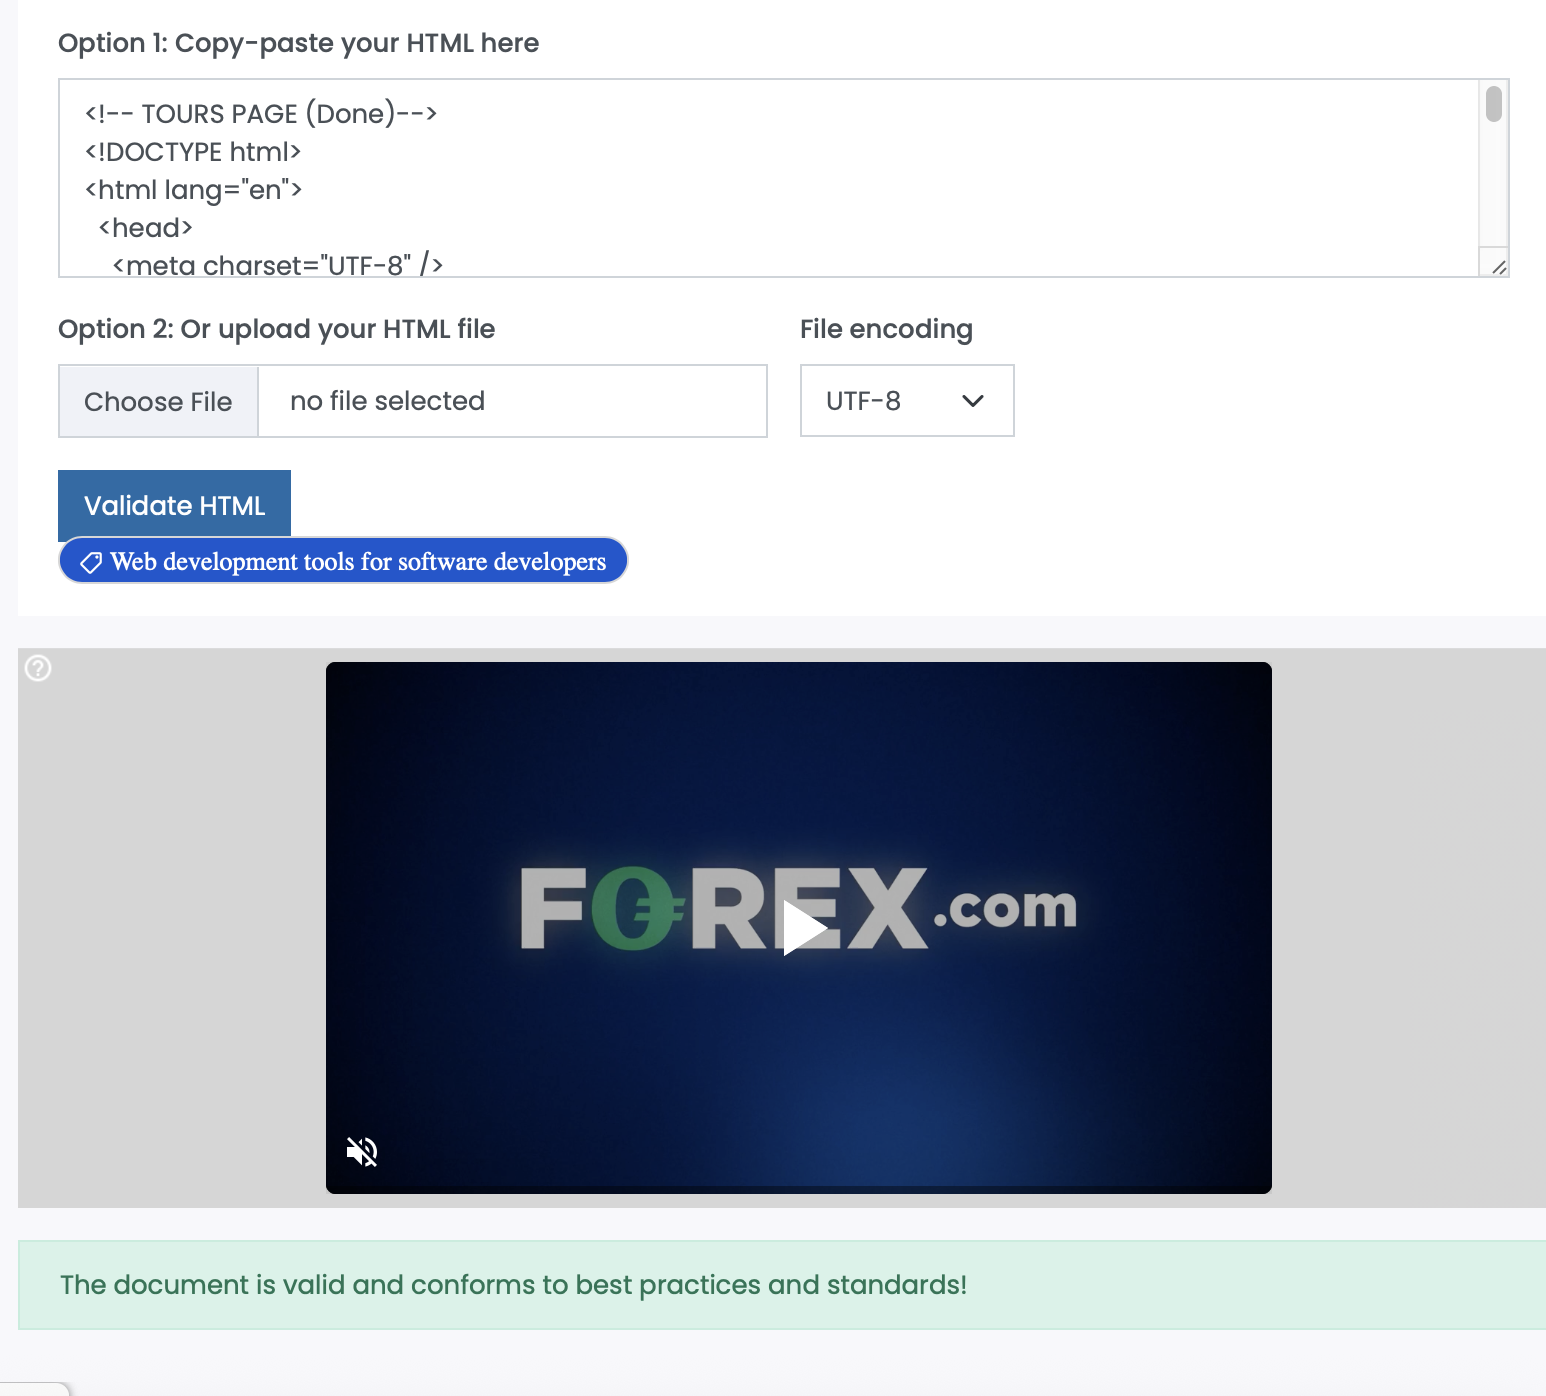 Option 1: Copy-paste your HTML here
<!-- TOURS PAGE (Done)-->
<!DOCTYPE html>
<html lang="en">
<head>
<meta charset="UTF-8" />
Option 2: Or upload your HTML file
File encoding
Choose File
no file selected
UTF-8
Validate HTML
Web development tools for software developers
FOREX.com
The document is valid and conforms to best practices and standards!